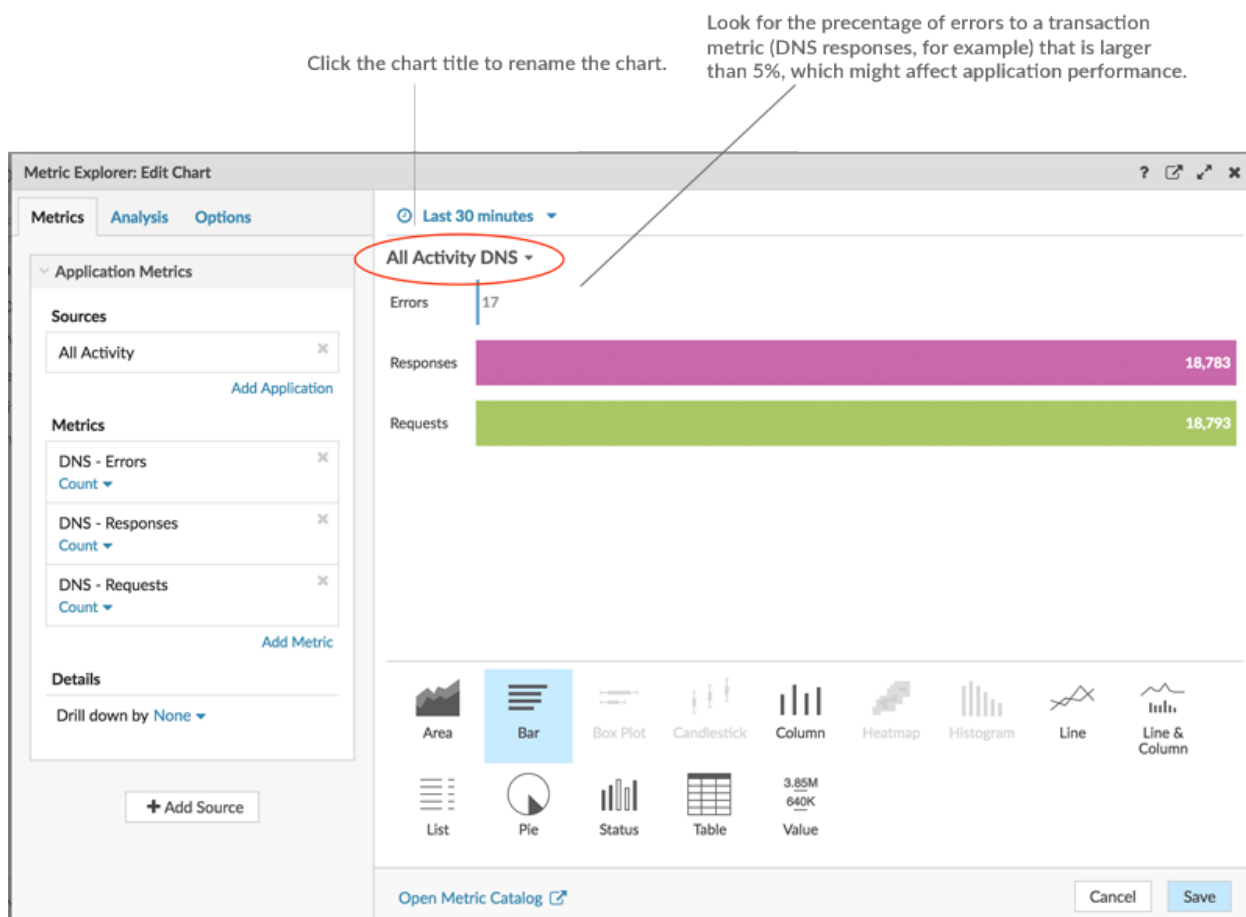 Look for the precentage of errors to a transaction
metric (DNS responses, for example) that is larger
than 5%, which might affect application performance.
Click the chart title to rename the chart.
Metric Explorer: Edit Chart
?
Metrics Analysis Options
Last 30 minutes
Application Metrics
Sources
All Activity
Add Application
Metrics
DNS - Errors
Count
DNS - Responses
Count
DNS - Requests
Count
Add Metric
Details
Drill down by None
+ Add Source
All Activity DNS
Errors 17
Responses 18,783
Requests 18,793
Area
Bar
Box Plot
Candlestick
Column
Heatmap
Histogram
Line
Line &
Column
List
Pie
Status
Table
3.85M
640K
Value
Open Metric Catalog
Cancel
Save